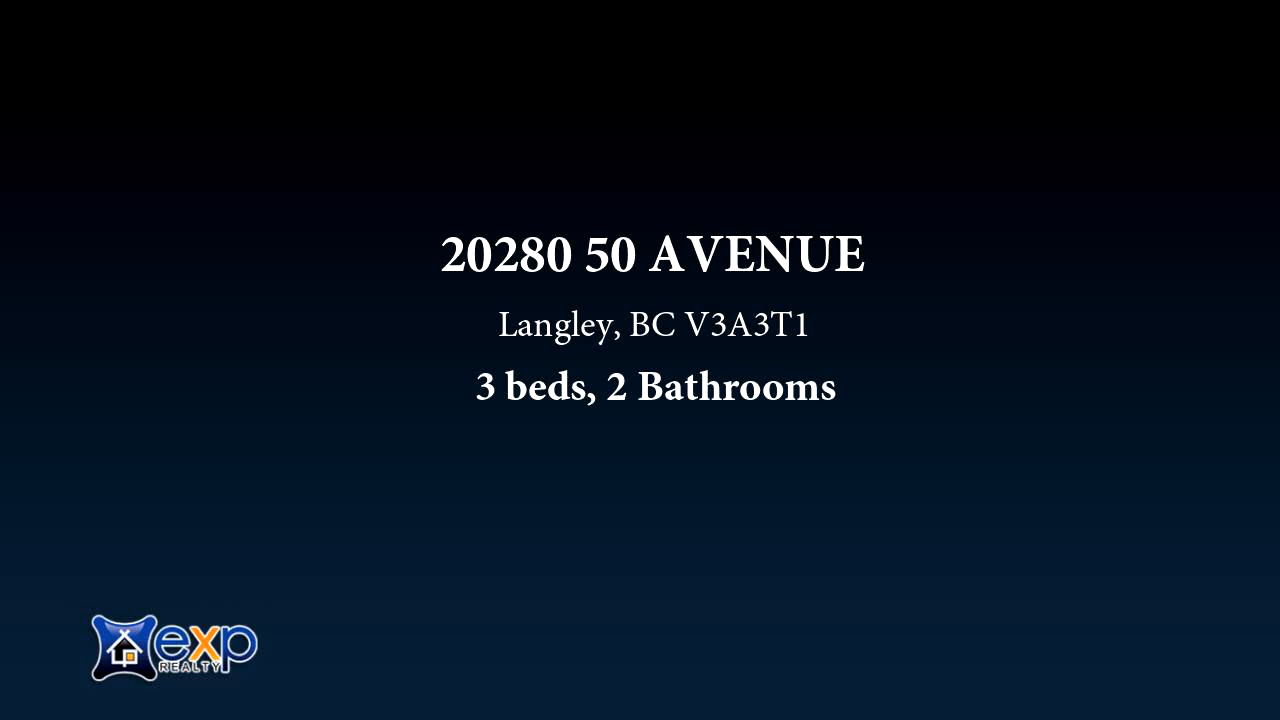 20280 50 AVENUE
Langley, BC V3A3T1
3 beds, 2 Bathrooms
exp
REALTY